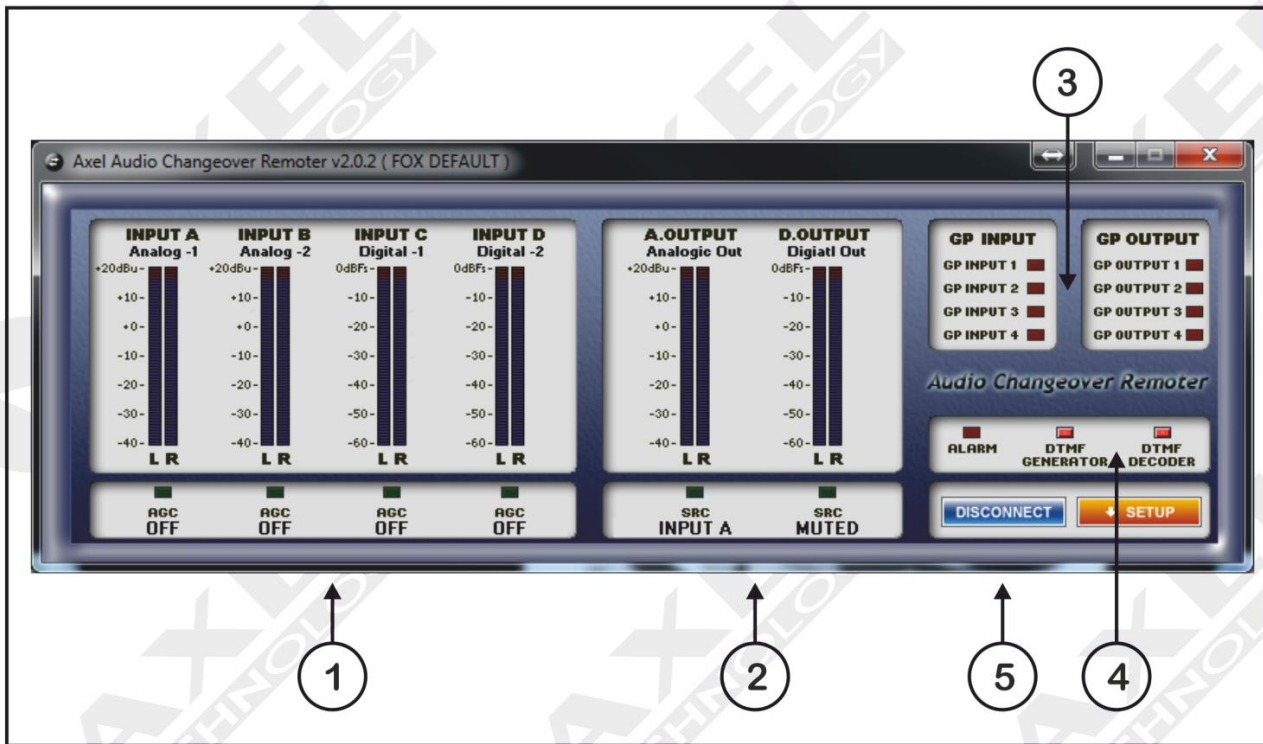 3
Axel Audio Changeover Remoter v2.0.2 ( FOX DEFAULT )
INPUT A INPUT B INPUT C INPUT D
Analog -1 Analog -2 Digital -1 Digital -2
+20dBu- +20dBu- 0dBFs- 0dBFs-
+10- +10- -10- -10-
+0- +0- -20- -20-
-10- -10- -30- -30-
-20- -20- -40- -40-
-30- -30- -50- -50-
-40- -40- -60- -60-
L R L R L R L R
AGC AGC AGC AGC
OFF OFF OFF OFF
A.OUTPUT D.OUTPUT
Analogic Out Digiatl Out
+20dBu- 0dBFs-
+10- -10-
+0- -20-
-10- -30-
-20- -40-
-30- -50-
-40- -60-
L R L R
SRC SRC
INPUT A MUTED
GP INPUT
GP INPUT 1
GP INPUT 2
GP INPUT 3
GP INPUT 4
GP OUTPUT
GP OUTPUT 1
GP OUTPUT 2
GP OUTPUT 3
GP OUTPUT 4
Audio Changeover Remoter
ALARM DTMF DTMF
GENERATOR DECODER
DISCONNECT SETUP
1 2 5 4
AXEL
TECHNOLOGY